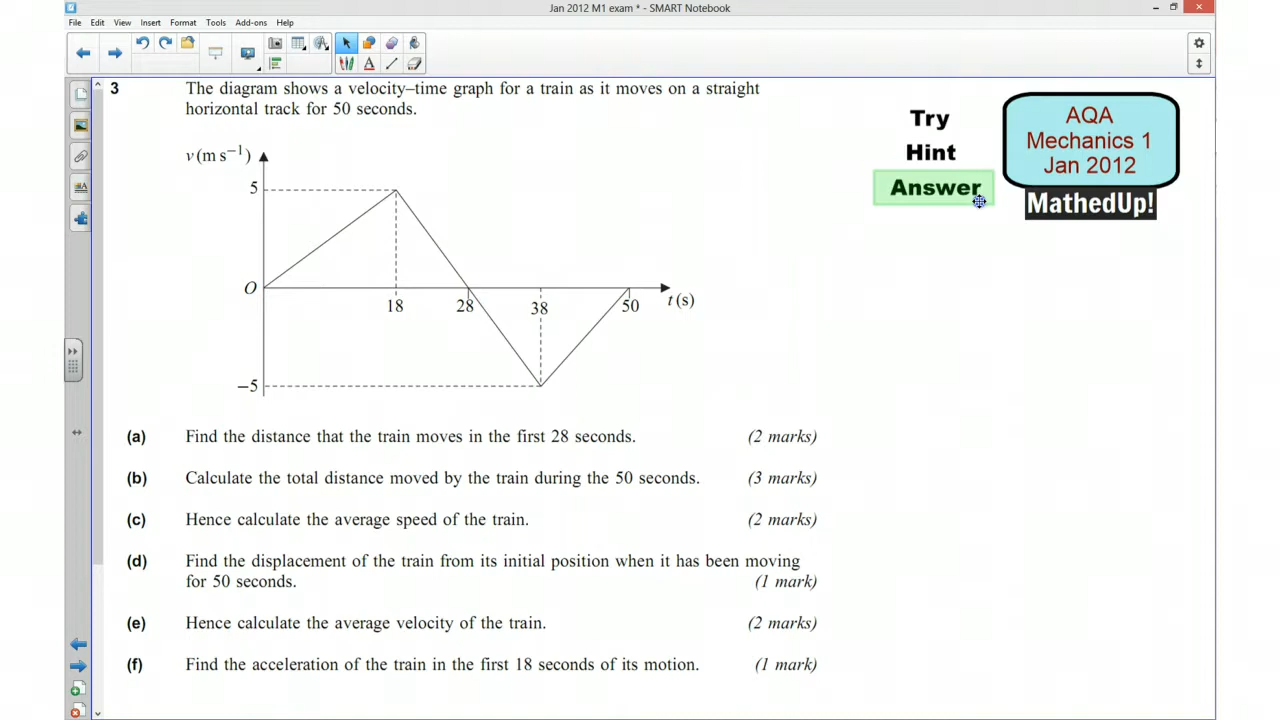 Jan 2012 M1 exam * - SMART Notebook
File Edit View Insert Format Tools Add-ons Help
3 The diagram shows a velocity–time graph for a train as it moves on a straight
horizontal track for 50 seconds.
Try
Hint
Answer
AQA
Mechanics 1
Jan 2012
MathedUp!
v (m s⁻¹)
5
O
18
28
38
50
t (s)
−5
(a) Find the distance that the train moves in the first 28 seconds. (2 marks)
(b) Calculate the total distance moved by the train during the 50 seconds. (3 marks)
(c) Hence calculate the average speed of the train. (2 marks)
(d) Find the displacement of the train from its initial position when it has been moving
for 50 seconds. (1 mark)
(e) Hence calculate the average velocity of the train. (2 marks)
(f) Find the acceleration of the train in the first 18 seconds of its motion. (1 mark)